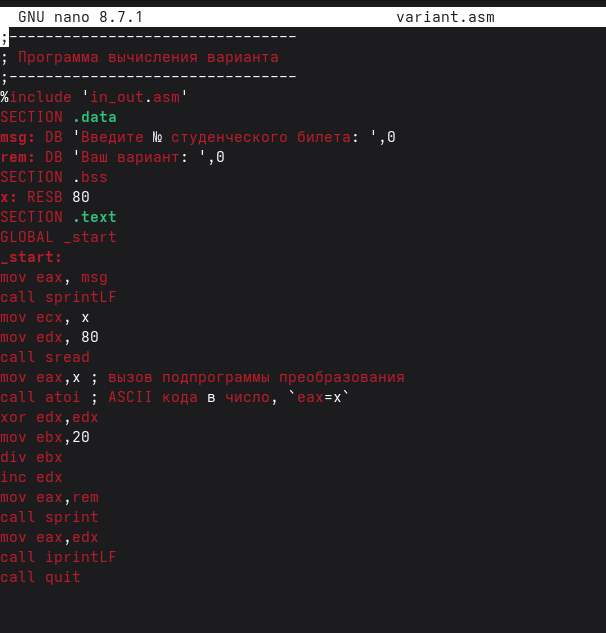 GNU nano 8.7.1 variant.asm
;--------------------------------
; Программа вычисления варианта
;--------------------------------
%include 'in_out.asm'
SECTION .data
msg: DB 'Введите № студенческого билета: ',0
rem: DB 'Ваш вариант: ',0
SECTION .bss
x: RESB 80
SECTION .text
GLOBAL _start
_start:
mov eax, msg
call sprintLF
mov ecx, x
mov edx, 80
call sread
mov eax,x ; вызов подпрограммы преобразования
call atoi ; ASCII кода в число, `eax=x`
xor edx,edx
mov ebx,20
div ebx
inc edx
mov eax,rem
call sprint
mov eax,edx
call iprintLF
call quit